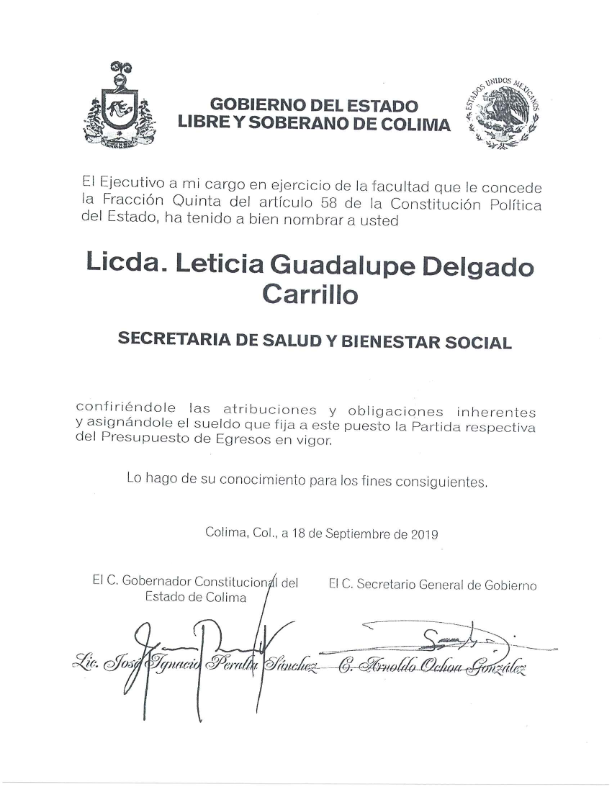 GOBIERNO DEL ESTADO
LIBRE Y SOBERANO DE COLIMA
ESTADOS UNIDOS MEXICANOS
El Ejecutivo a mi cargo en ejercicio de la facultad que le concede
la Fracción Quinta del artículo 58 de la Constitución Política
del Estado, ha tenido a bien nombrar a usted
Licda. Leticia Guadalupe Delgado
Carrillo
SECRETARIA DE SALUD Y BIENESTAR SOCIAL
confiriéndole las atribuciones y obligaciones inherentes
y asignándole el sueldo que fija a este puesto la Partida respectiva
del Presupuesto de Egresos en vigor.
Lo hago de su conocimiento para los fines consiguientes.
Colima, Col., a 18 de Septiembre de 2019
El C. Gobernador Constitucional del
Estado de Colima
El C. Secretario General de Gobierno
Lic. José Ignacio Peralta Sánchez
C. Arnoldo Ochoa González